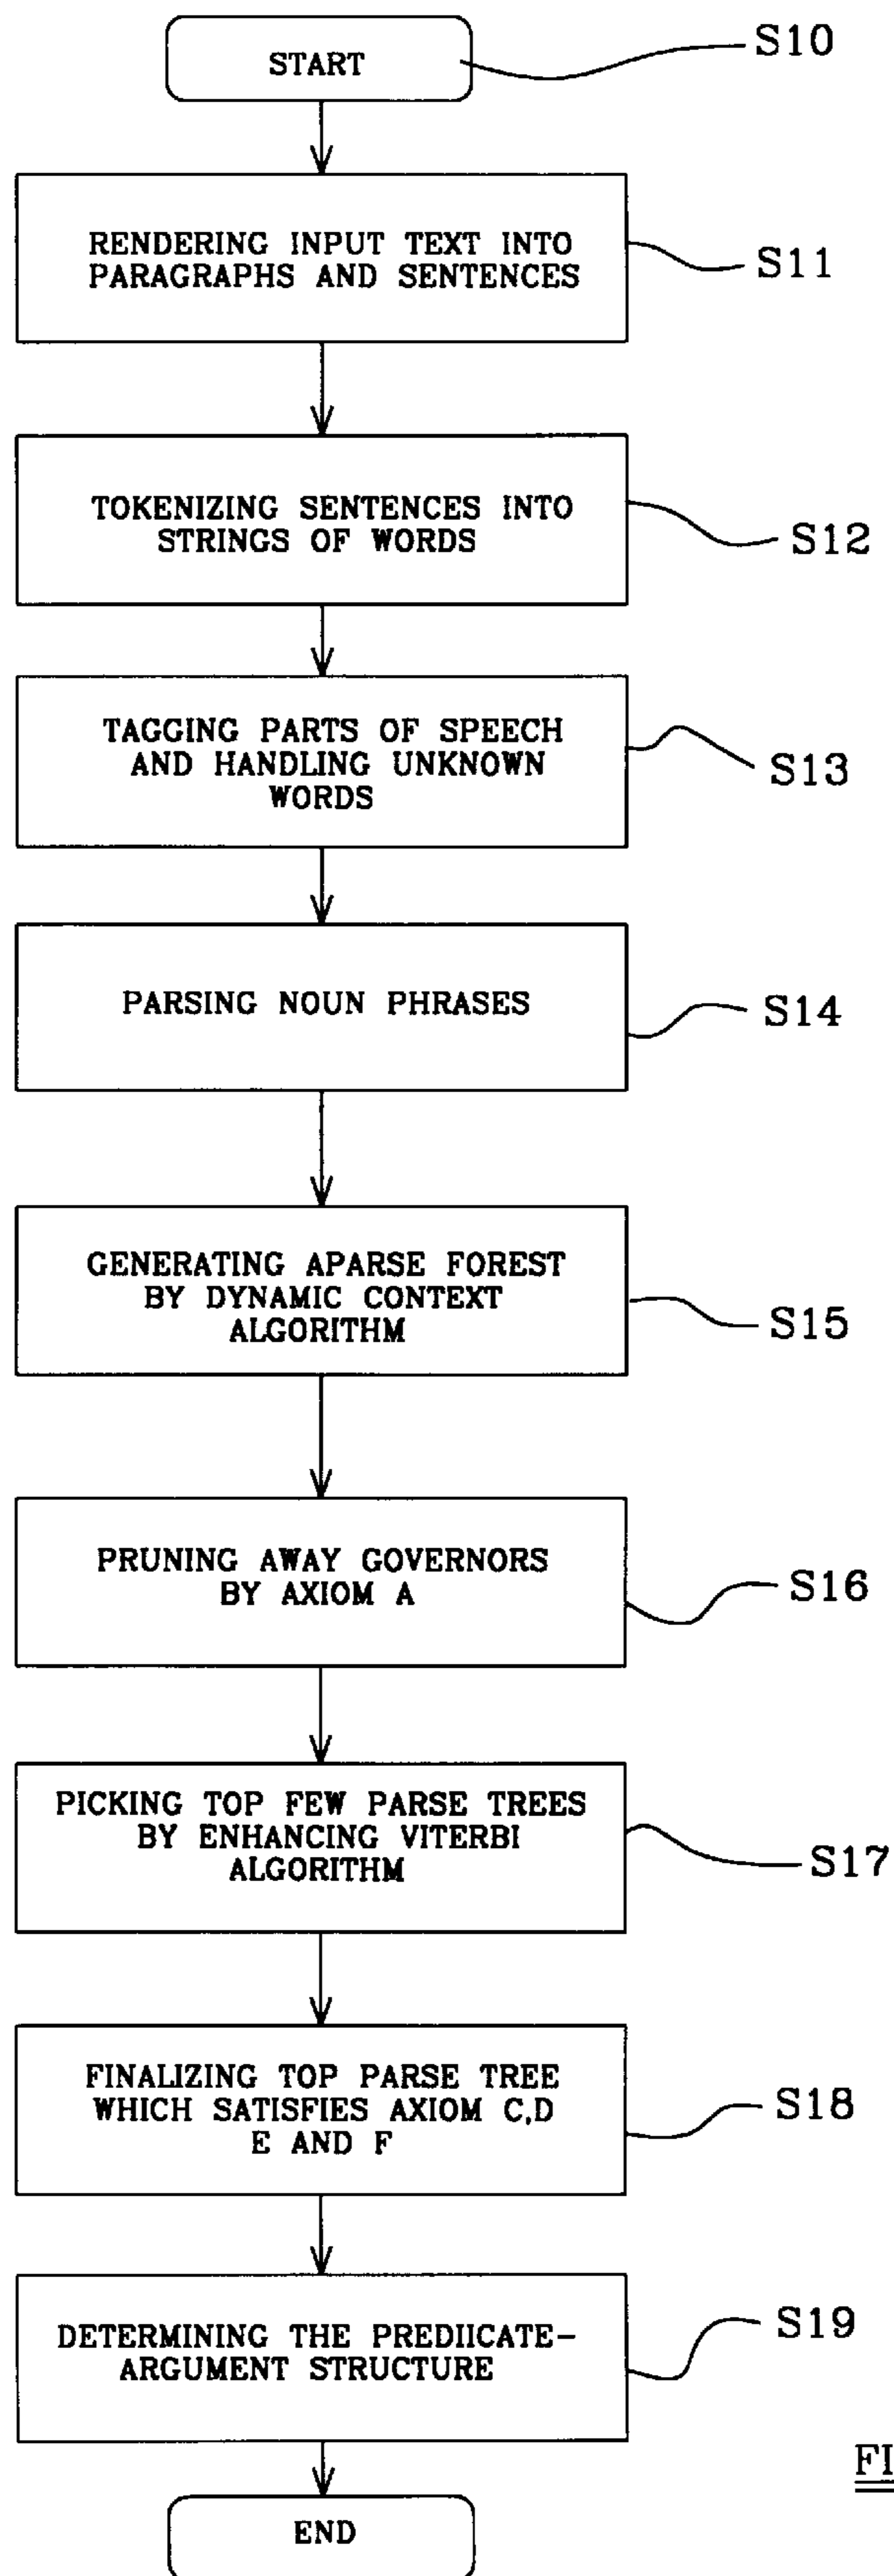 START
S10
RENDERING INPUT TEXT INTO
PARAGRAPHS AND SENTENCES
S11
TOKENIZING SENTENCES INTO
STRINGS OF WORDS
S12
TAGGING PARTS OF SPEECH
AND HANDLING UNKNOWN
WORDS
S13
PARSING NOUN PHRASES
S14
GENERATING APARSE FOREST
BY DYNAMIC CONTEXT
ALGORITHM
S15
PRUNING AWAY GOVERNORS
BY AXIOM A
S16
PICKING TOP FEW PARSE TREES
BY ENHANCING VITERBI
ALGORITHM
S17
FINALIZING TOP PARSE TREE
WHICH SATISFIES AXIOM C,D
E AND F
S18
DETERMINING THE PREDIICATE-
ARGUMENT STRUCTURE
S19
FI
END